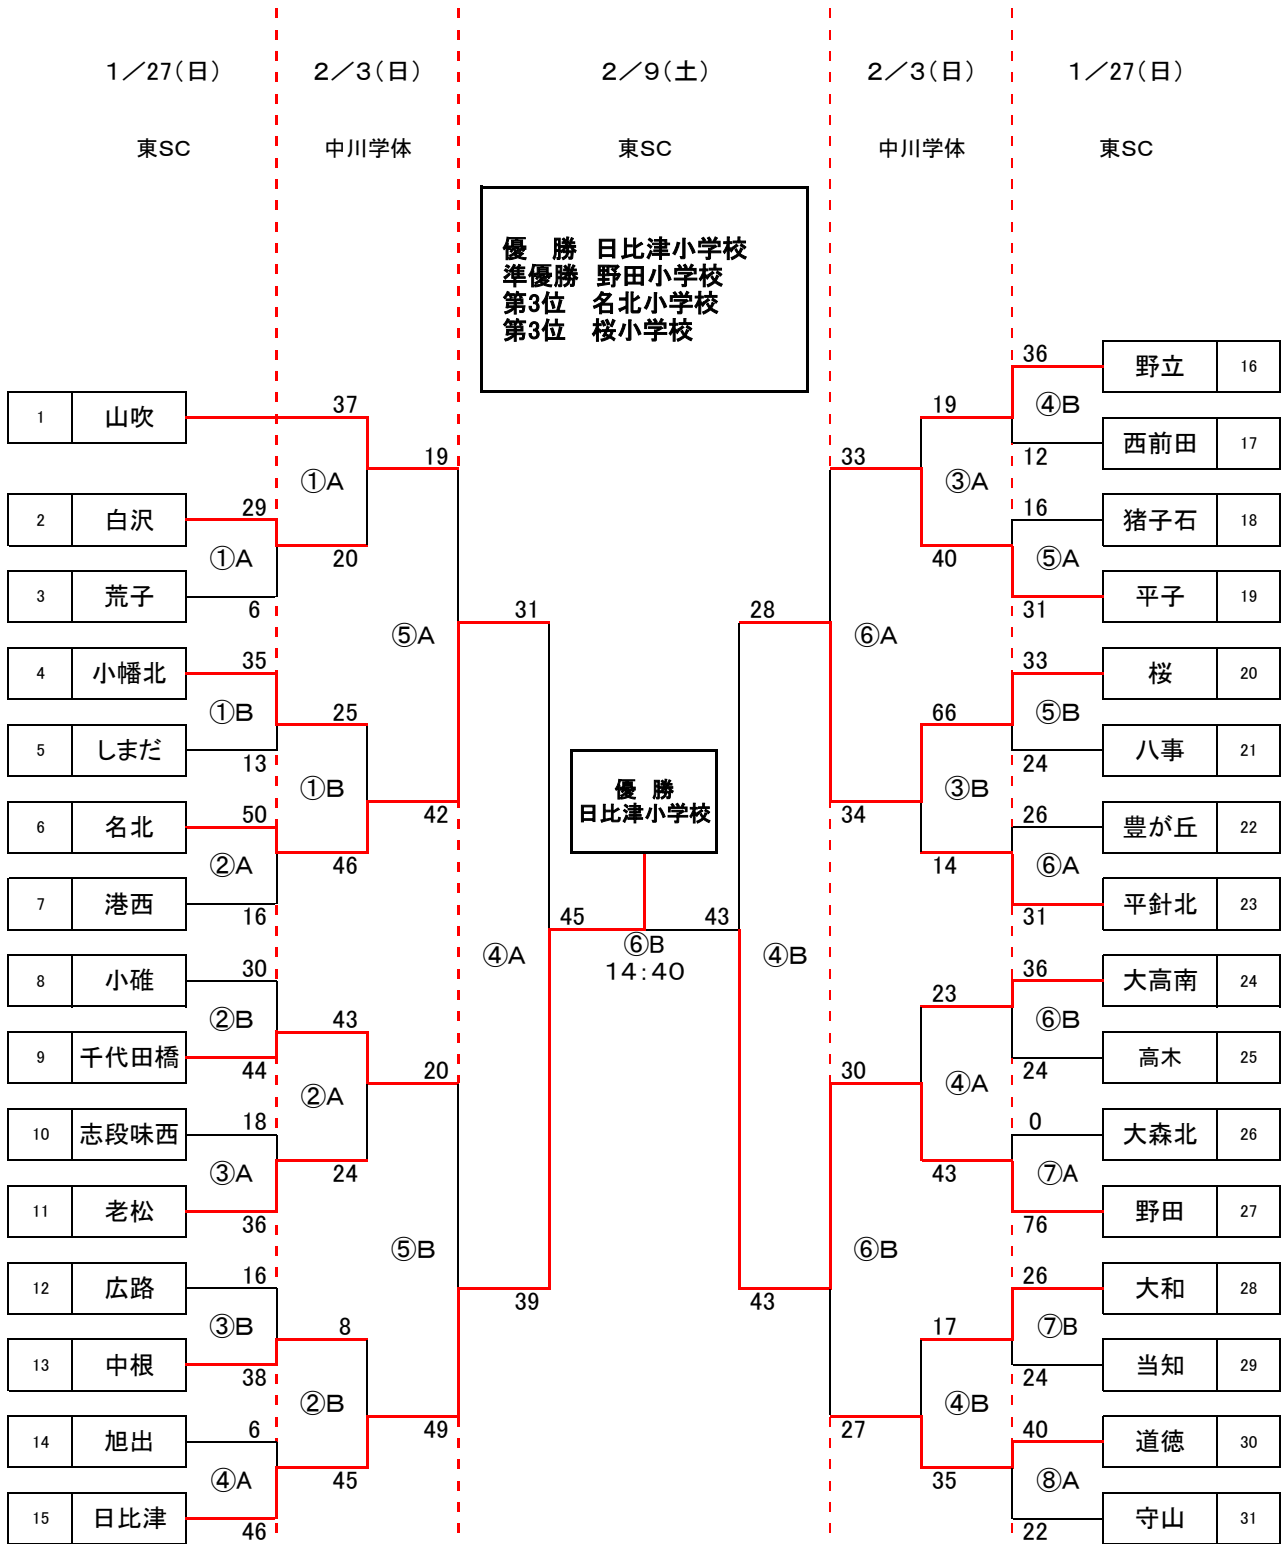 1／27(日)
2／3(日)
2／9(土)
2／3(日)
1／27(日)
東SC
中川学体
東SC
中川学体
東SC
優　勝　日比津小学校
準優勝　野田小学校
第3位　名北小学校
第3位　桜小学校
1 山吹
2 白沢
3 荒子
4 小幡北
5 しまだ
6 名北
7 港西
8 小碓
9 千代田橋
10 志段味西
11 老松
12 広路
13 中根
14 旭出
15 日比津
29
①A
6
35
①B
13
50
②A
16
30
②B
44
18
③A
36
16
③B
38
6
④A
46
37
①A
20
25
①B
46
43
②A
24
8
②B
45
19
⑤A
42
20
⑤B
49
31
④A
39
優　勝
日比津小学校
45
43
⑥B
14:40
28
④B
43
33
⑥A
34
30
⑥B
27
19
③A
40
66
③B
14
23
④A
43
17
④B
35
36
④B
12
16
⑤A
31
33
⑤B
24
26
⑥A
31
36
⑥B
24
0
⑦A
76
26
⑦B
24
40
⑧A
22
野立 16
西前田 17
猪子石 18
平子 19
桜 20
八事 21
豊が丘 22
平針北 23
大高南 24
高木 25
大森北 26
野田 27
大和 28
当知 29
道徳 30
守山 31